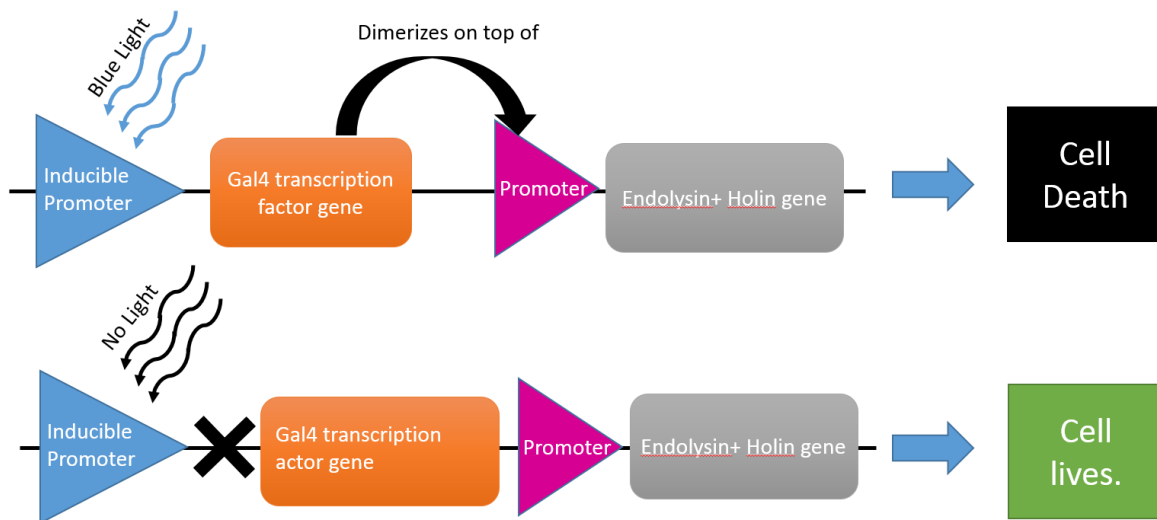 Blue Light
Dimerizes on top of
Inducible
Promoter
Gal4 transcription
factor gene
Promoter
Endolysin+ Holin gene
Cell
Death
No Light
Inducible
Promoter
Gal4 transcription
actor gene
Promoter
Endolysin+ Holin gene
Cell
lives.